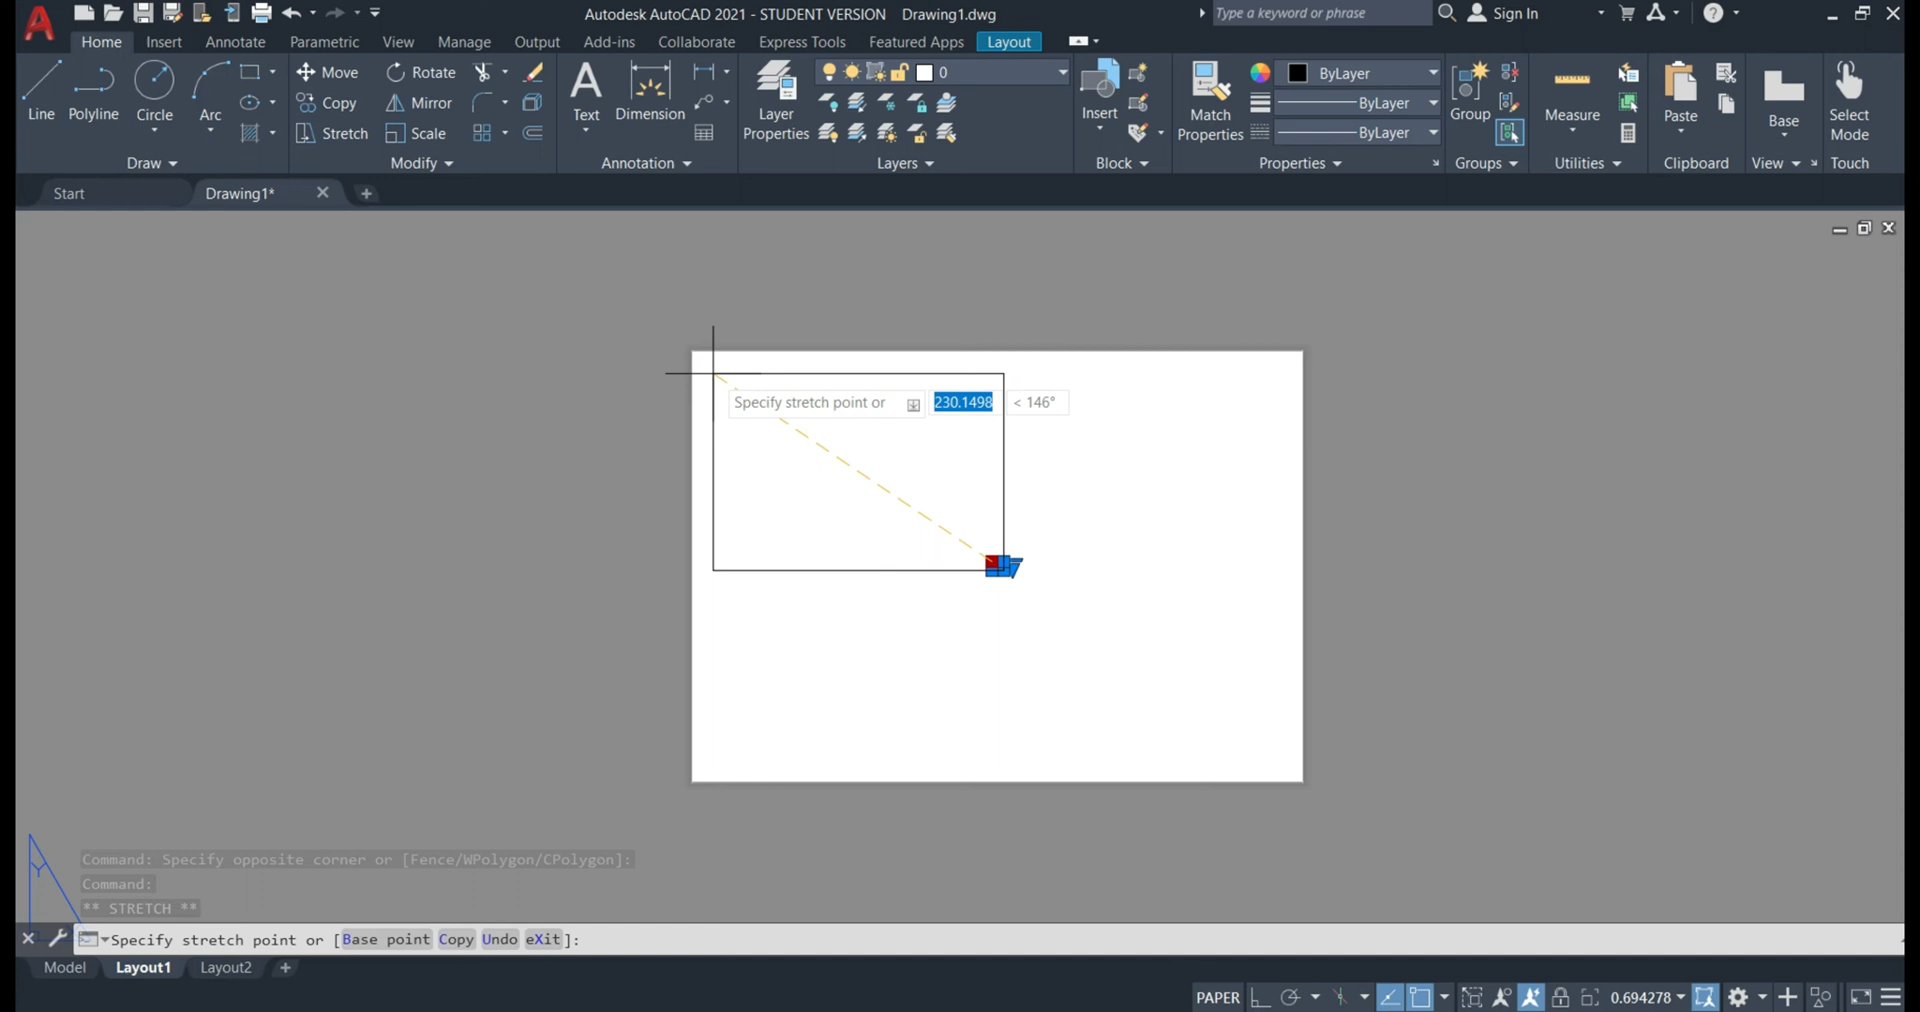 Autodesk AutoCAD 2021 - STUDENT VERSION Drawing1.dwg
Type a keyword or phrase
Sign In
Home Insert Annotate Parametric View Manage Output Add-ins Collaborate Express Tools Featured Apps Layout
Line
Polyline
Circle
Arc
Draw
Move
Rotate
Copy
Mirror
Stretch
Scale
Modify
Text
Dimension
Annotation
Layer
Properties
0
Layers
Insert
Block
Match
Properties
ByLayer
ByLayer
ByLayer
Properties
Group
Groups
Measure
Utilities
Paste
Clipboard
Base
View
Select
Mode
Touch
Start
Drawing1*
Specify stretch point or 230.1498 < 146°
Y
Command: Specify opposite corner or [Fence/WPolygon/CPolygon]:
Command:
** STRETCH **
Specify stretch point or [Base point Copy Undo eXit]:
Model Layout1 Layout2
PAPER
0.694278